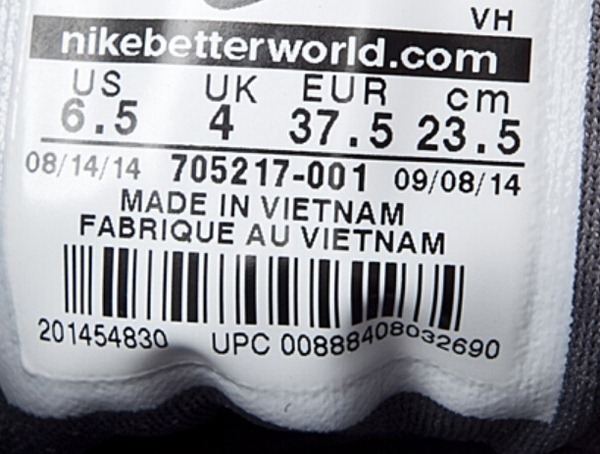 VH
nikebetterworld.com
US UK EUR cm
6.5 4 37.5 23.5
08/14/14 705217-001 09/08/14
MADE IN VIETNAM
FABRIQUE AU VIETNAM
201454830 UPC 00888408032690